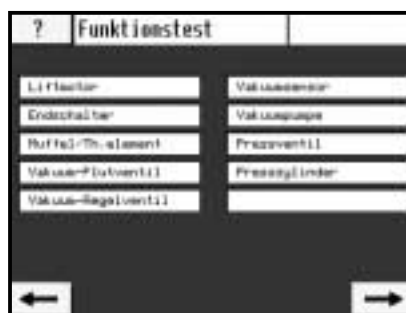 ? Funktionstest
Liftmotor
Endschalter
Muffel/Th.element
Vakuum-Flutventil
Vakuum-Regelventil
Vakuumsensor
Vakuumpumpe
Pressventil
Presszylinder